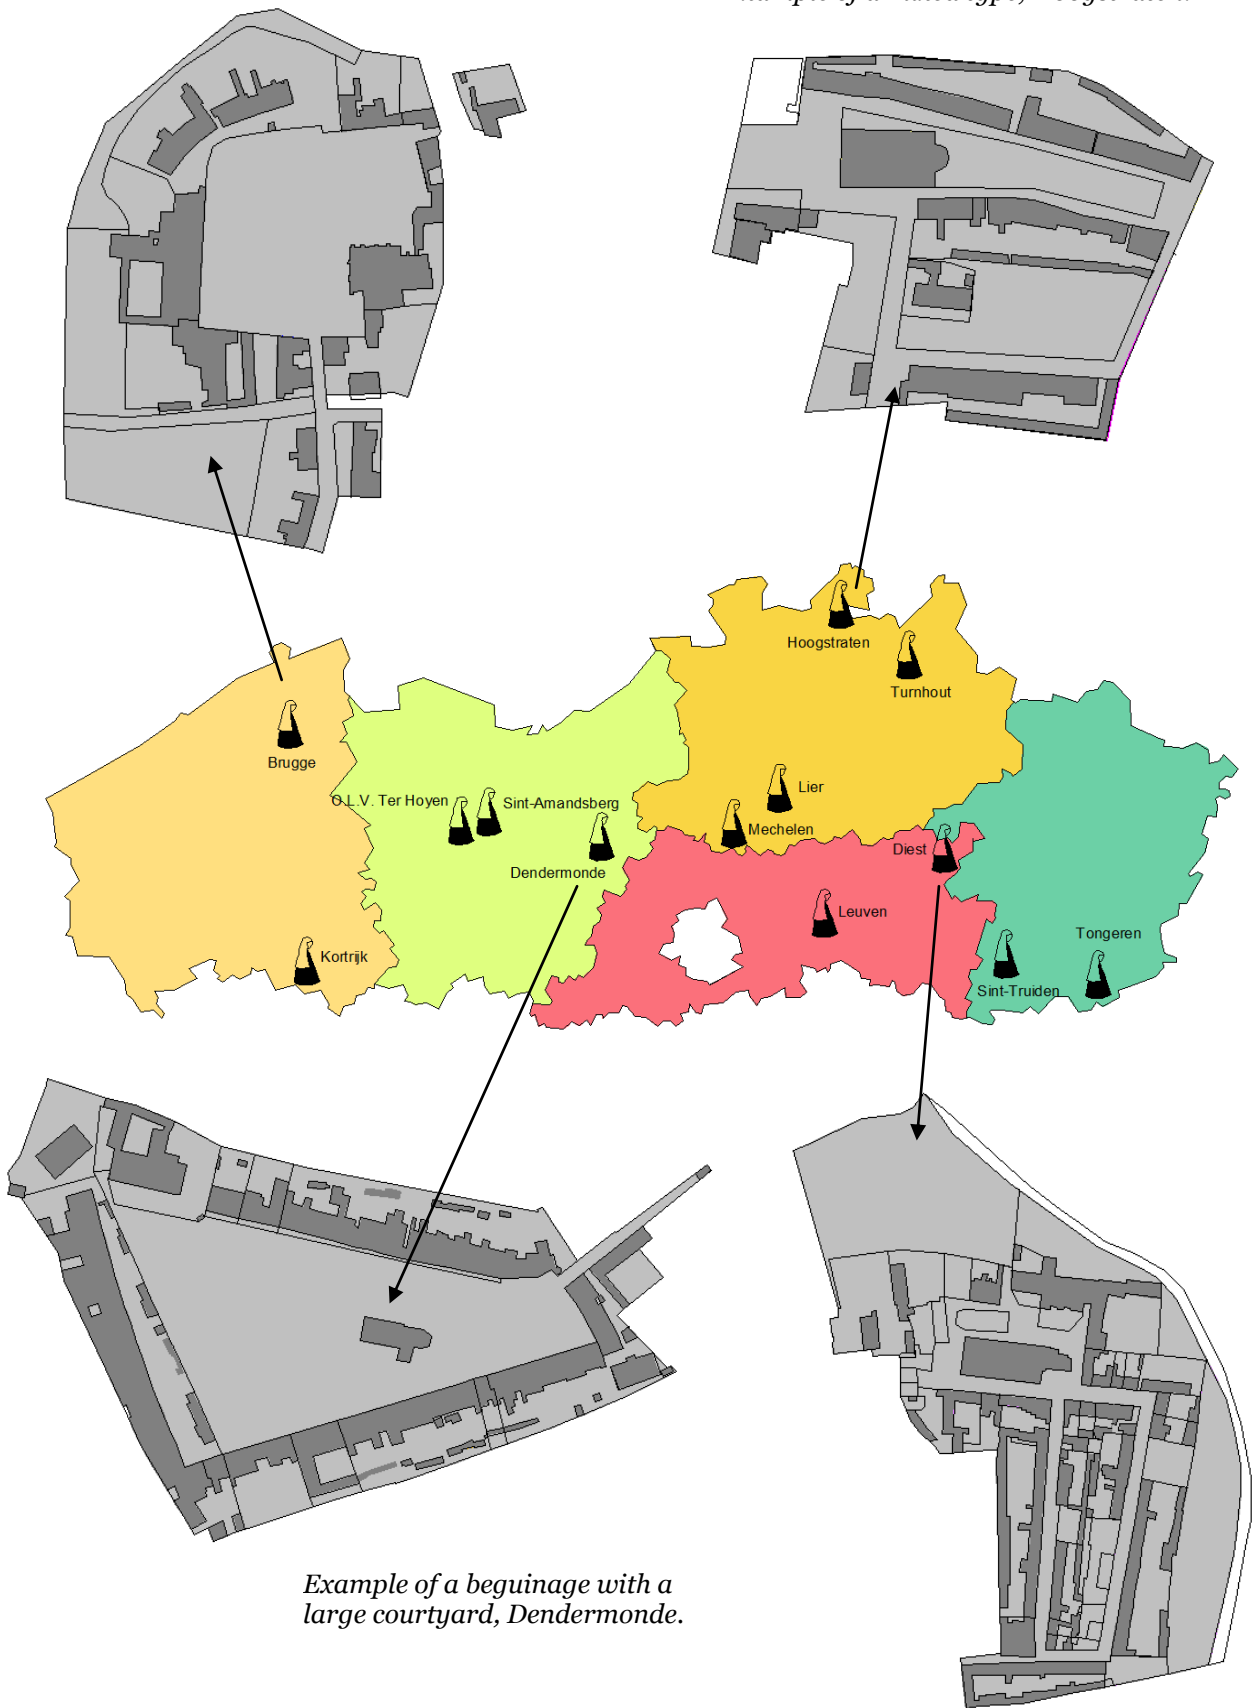 Hoogstraten
Turnhout
Brugge
Lier
O.L.V. Ter Hoyen
Sint-Amandsberg
Mechelen
Diest
Dendermonde
Leuven
Tongeren
Kortrijk
Sint-Truiden
Example of a beguinage with a
large courtyard, Dendermonde.